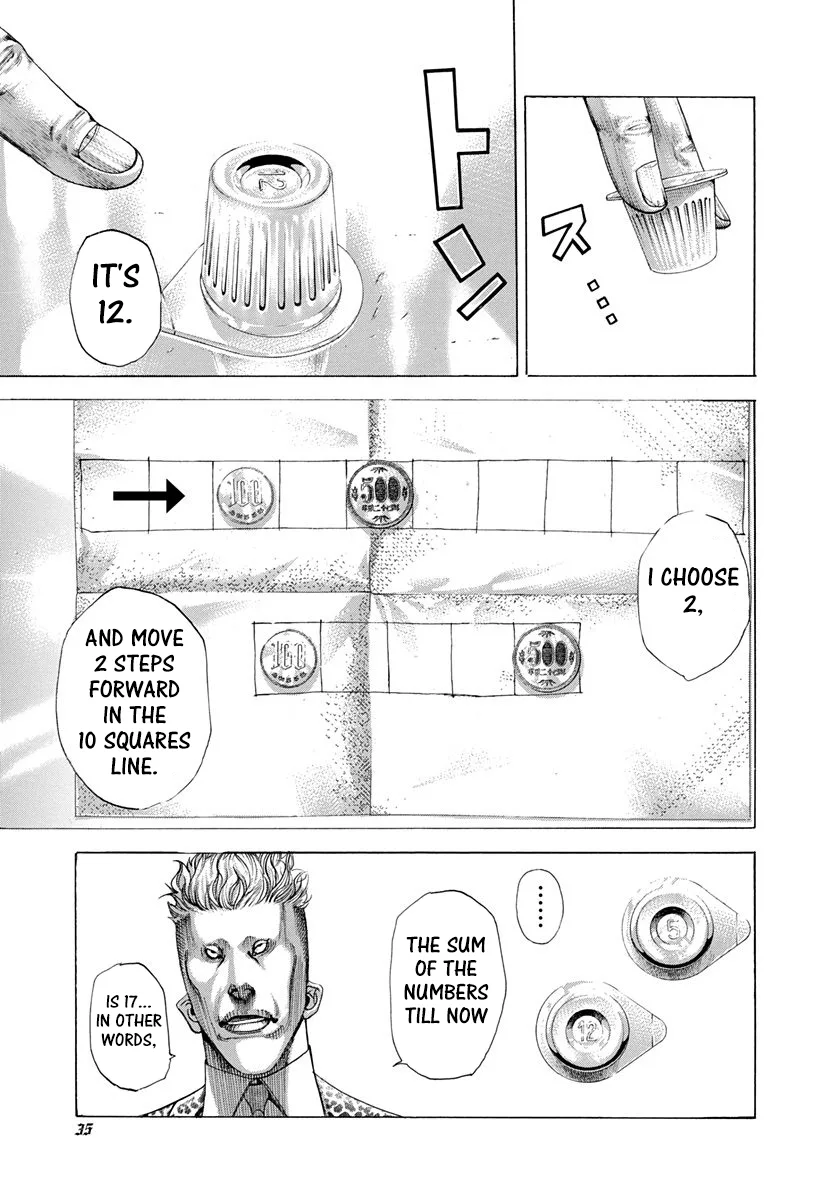 ス…
トン
12
IT'S
12.
100
500
I CHOOSE
2,
100
500
AND MOVE
2 STEPS
FORWARD
IN THE
10 SQUARES
LINE.
5
12
......
THE SUM
OF THE
NUMBERS
TILL NOW
IS 17...
IN OTHER
WORDS,
35